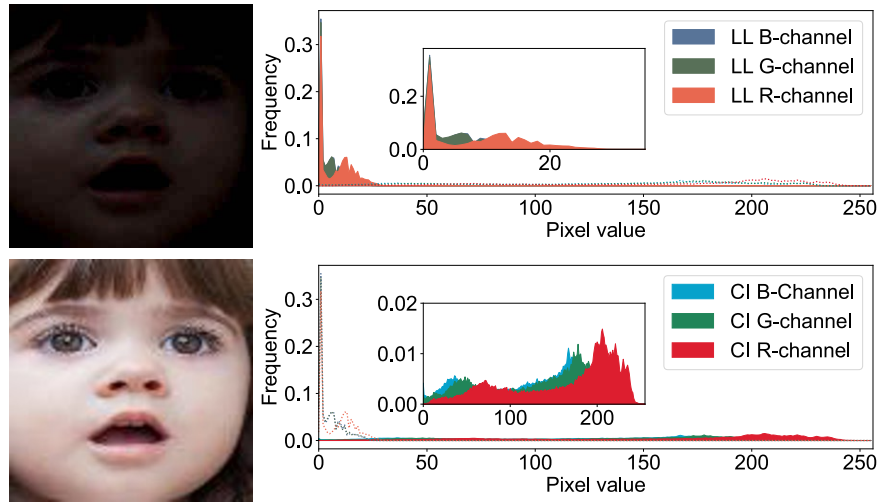 Frequency
0.3
0.2
0.1
0.0
0.2
0.0
0 20
LL B-channel
LL G-channel
LL R-channel
0 50 100 150 200 250
Pixel value
Frequency
0.3
0.2
0.1
0.0
0.02
0.01
0.00
0 100 200
CI B-Channel
CI G-channel
CI R-channel
0 50 100 150 200 250
Pixel value